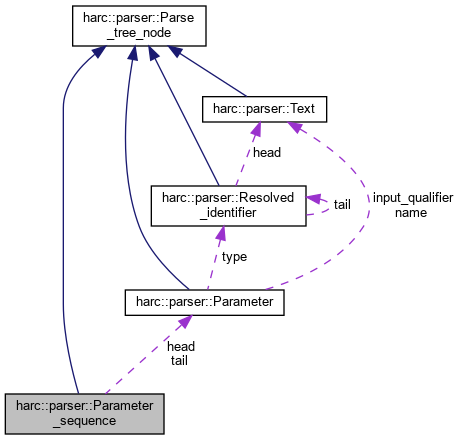 harc::parser::Parse
_tree_node
harc::parser::Text
head
harc::parser::Resolved
_identifier
tail
input_qualifier
name
type
harc::parser::Parameter
head
tail
harc::parser::Parameter
_sequence